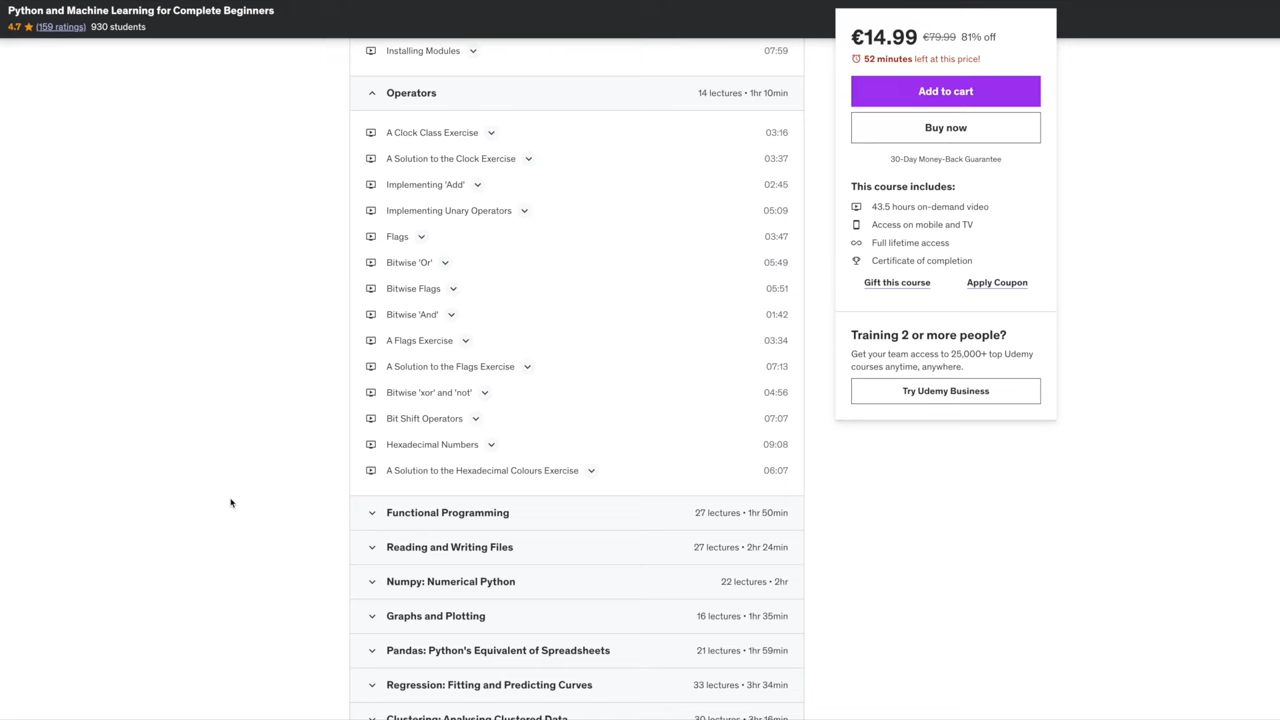 Python and Machine Learning for Complete Beginners
4.7 (159 ratings) 930 students
Installing Modules 07:59
Operators 14 lectures • 1hr 10min
A Clock Class Exercise 03:16
A Solution to the Clock Exercise 03:37
Implementing 'Add' 02:45
Implementing Unary Operators 05:09
Flags 03:47
Bitwise 'Or' 05:49
Bitwise Flags 05:51
Bitwise 'And' 01:42
A Flags Exercise 03:34
A Solution to the Flags Exercise 07:13
Bitwise 'xor' and 'not' 04:56
Bit Shift Operators 07:07
Hexadecimal Numbers 09:08
A Solution to the Hexadecimal Colours Exercise 06:07
Functional Programming 27 lectures • 1hr 50min
Reading and Writing Files 27 lectures • 2hr 24min
Numpy: Numerical Python 22 lectures • 2hr
Graphs and Plotting 16 lectures • 1hr 35min
Pandas: Python's Equivalent of Spreadsheets 21 lectures • 1hr 59min
Regression: Fitting and Predicting Curves 33 lectures • 3hr 34min
Clustering: Analysing Clustered Data 30 lectures • 3hr 16min
€14.99 €79.99 81% off
52 minutes left at this price!
Add to cart
Buy now
30-Day Money-Back Guarantee
This course includes:
43.5 hours on-demand video
Access on mobile and TV
Full lifetime access
Certificate of completion
Gift this course Apply Coupon
Training 2 or more people?
Get your team access to 25,000+ top Udemy
courses anytime, anywhere.
Try Udemy Business